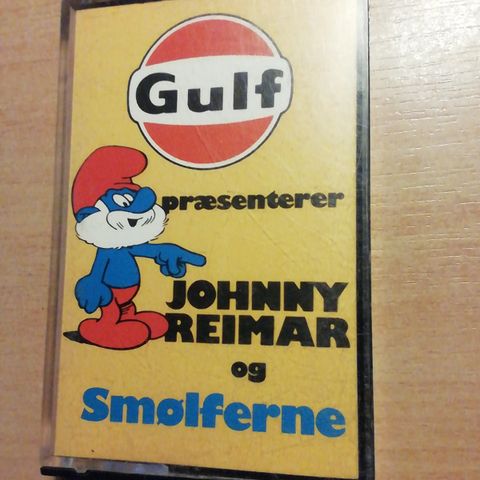 Gulf
præsenterer
JOHNNY
REIMAR
og
Smølferne